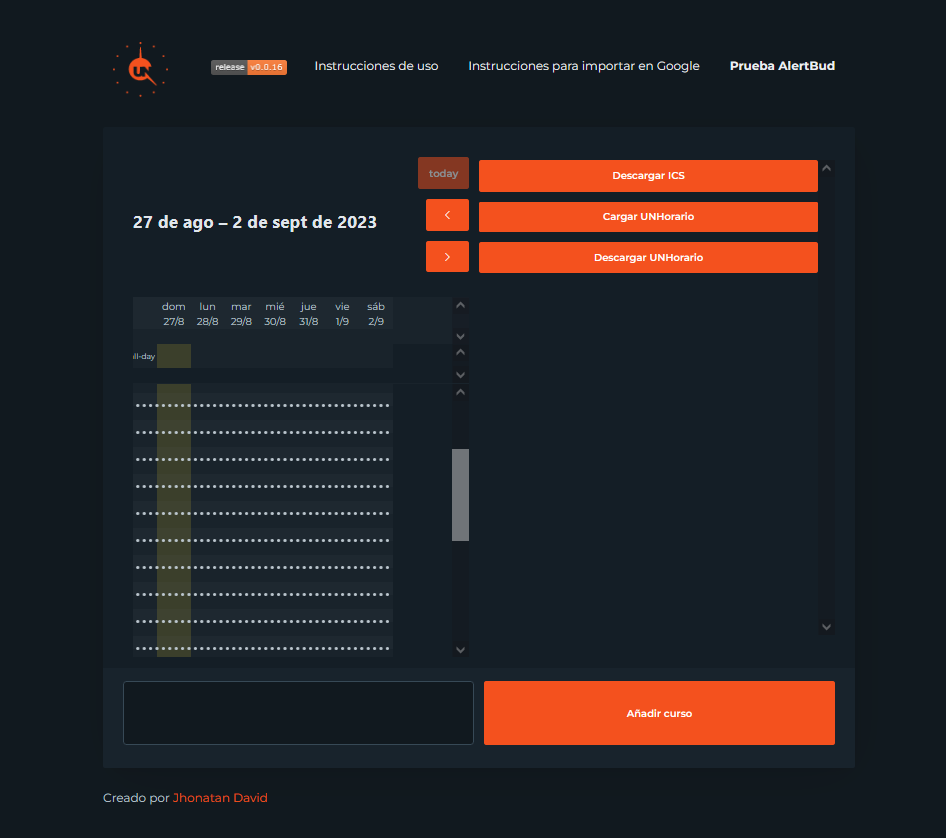 UN
release v0.0.16
Instrucciones de uso
Instrucciones para importar en Google
Prueba AlertBud
today
27 de ago – 2 de sept de 2023
Descargar ICS
Cargar UNHorario
Descargar UNHorario
dom lun mar mié jue vie sáb
27/8 28/8 29/8 30/8 31/8 1/9 2/9
ll-day
Añadir curso
Creado por Jhonatan David